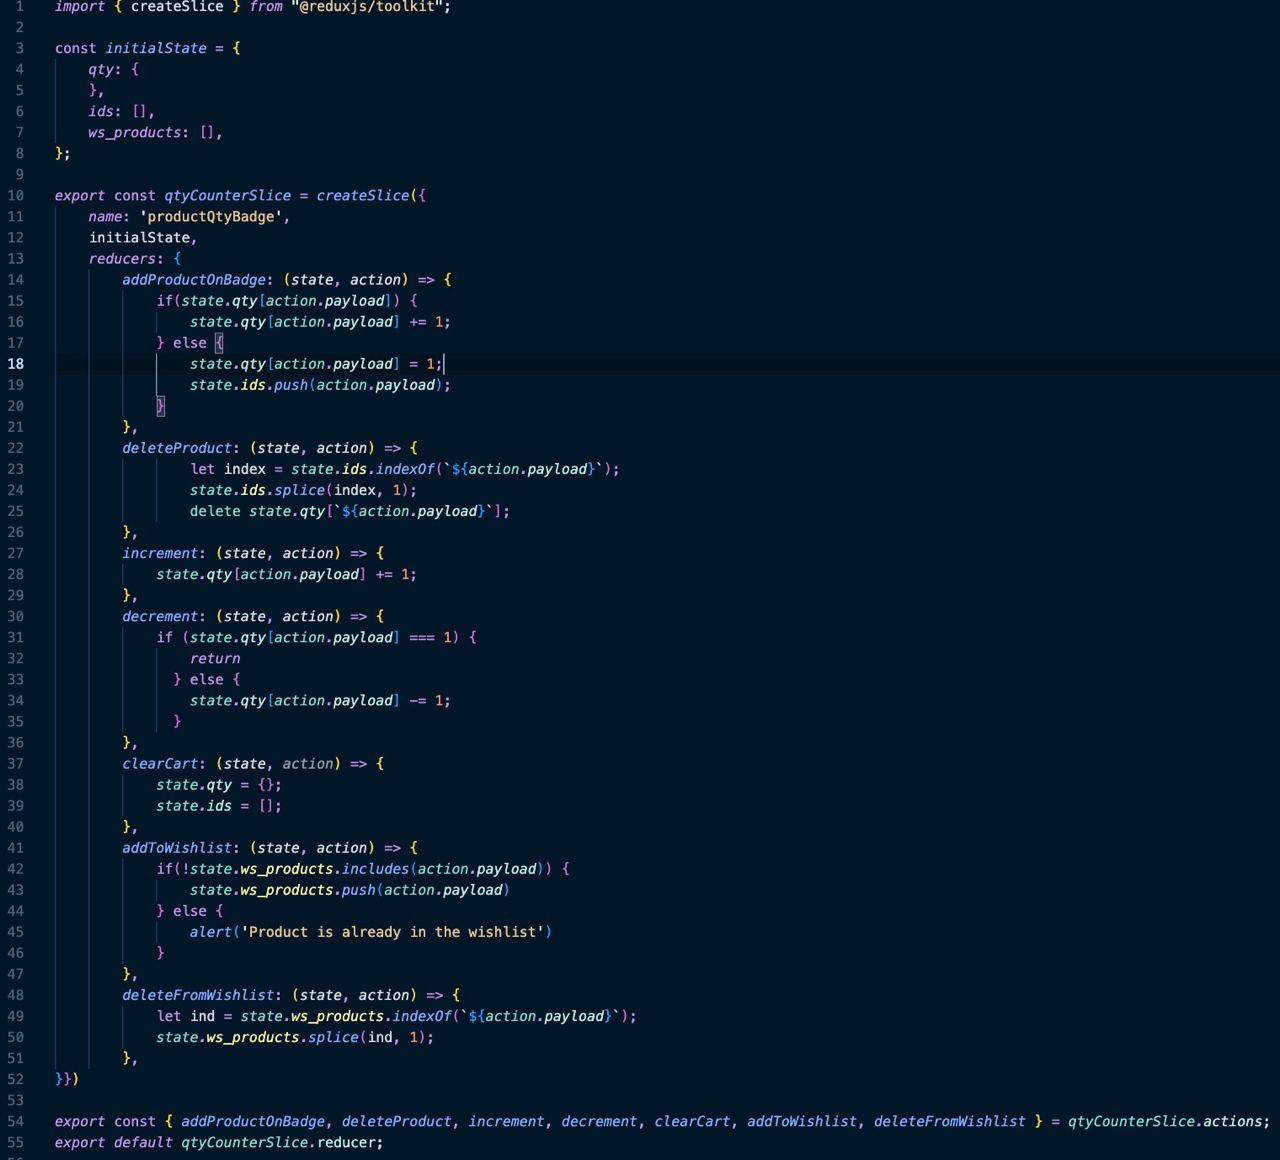 1 import { createSlice } from "@reduxjs/toolkit";
2
3 const initialState = {
4     qty: {
5     },
6     ids: [],
7     ws_products: [],
8 };
9
10 export const qtyCounterSlice = createSlice({
11     name: 'productQtyBadge',
12     initialState,
13     reducers: {
14         addProductOnBadge: (state, action) => {
15             if(state.qty[action.payload]) {
16                 state.qty[action.payload] += 1;
17             } else {
18                 state.qty[action.payload] = 1;
19                 state.ids.push(action.payload);
20             }
21         },
22         deleteProduct: (state, action) => {
23                 let index = state.ids.indexOf(`${action.payload}`);
24                 state.ids.splice(index, 1);
25                 delete state.qty[`${action.payload}`];
26         },
27         increment: (state, action) => {
28             state.qty[action.payload] += 1;
29         },
30         decrement: (state, action) => {
31             if (state.qty[action.payload] === 1) {
32                 return
33               } else {
34                 state.qty[action.payload] -= 1;
35               }
36         },
37         clearCart: (state, action) => {
38             state.qty = {};
39             state.ids = [];
40         },
41         addToWishlist: (state, action) => {
42             if(!state.ws_products.includes(action.payload)) {
43                 state.ws_products.push(action.payload)
44             } else {
45                 alert('Product is already in the wishlist')
46             }
47         },
48         deleteFromWishlist: (state, action) => {
49             let ind = state.ws_products.indexOf(`${action.payload}`);
50             state.ws_products.splice(ind, 1);
51         },
52 }})
53
54 export const { addProductOnBadge, deleteProduct, increment, decrement, clearCart, addToWishlist, deleteFromWishlist } = qtyCounterSlice.actions;
55 export default qtyCounterSlice.reducer;